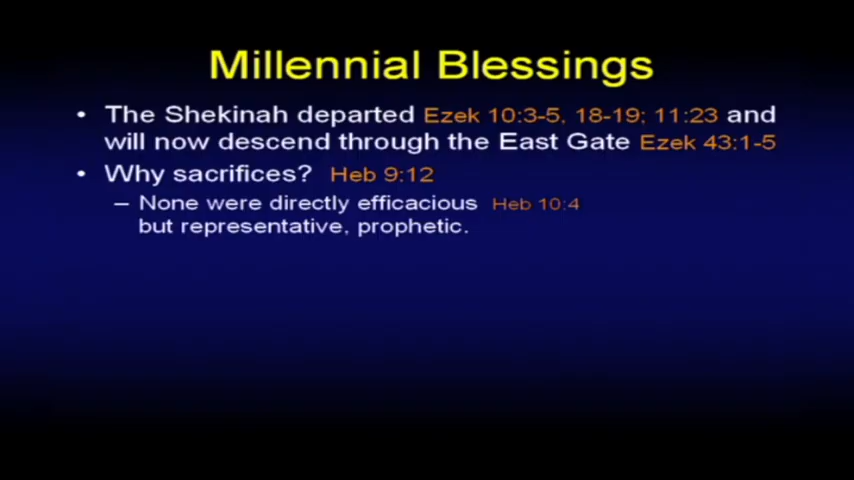 Millennial Blessings
• The Shekinah departed Ezek 10:3-5, 18-19; 11:23 and
will now descend through the East Gate Ezek 43:1-5
• Why sacrifices? Heb 9:12
– None were directly efficacious Heb 10:4
but representative, prophetic.